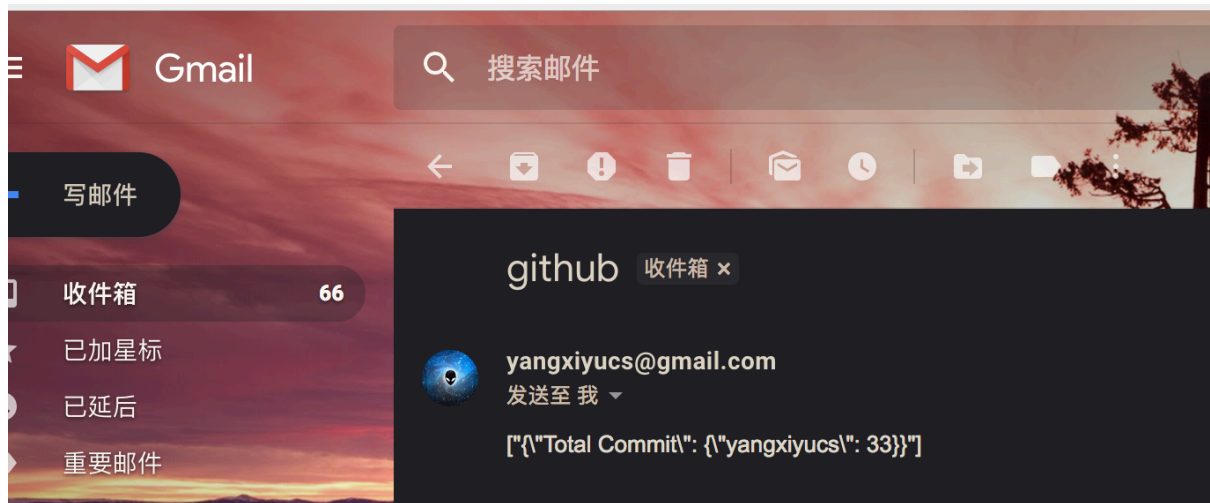 Gmail
搜索邮件
写邮件
收件箱 66
已加星标
已延后
重要邮件
github 收件箱 ×
yangxiyucs@gmail.com
发送至 我
["{\"Total Commit\": {\"yangxiyucs\": 33}}"]